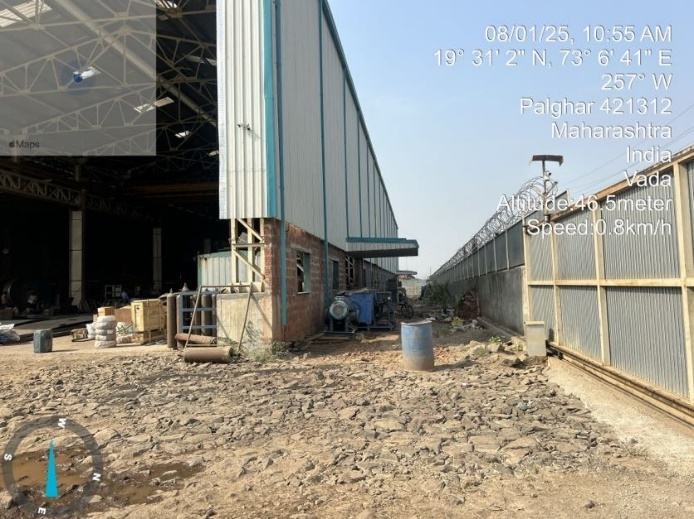 08/01/25, 10:55 AM
19° 31' 2" N, 73° 6' 41" E
257° W
Palghar 421312
Maharashtra
India
Vada
Altitude:46.5meter
Speed:0.8km/h
Maps
W
S
N
E